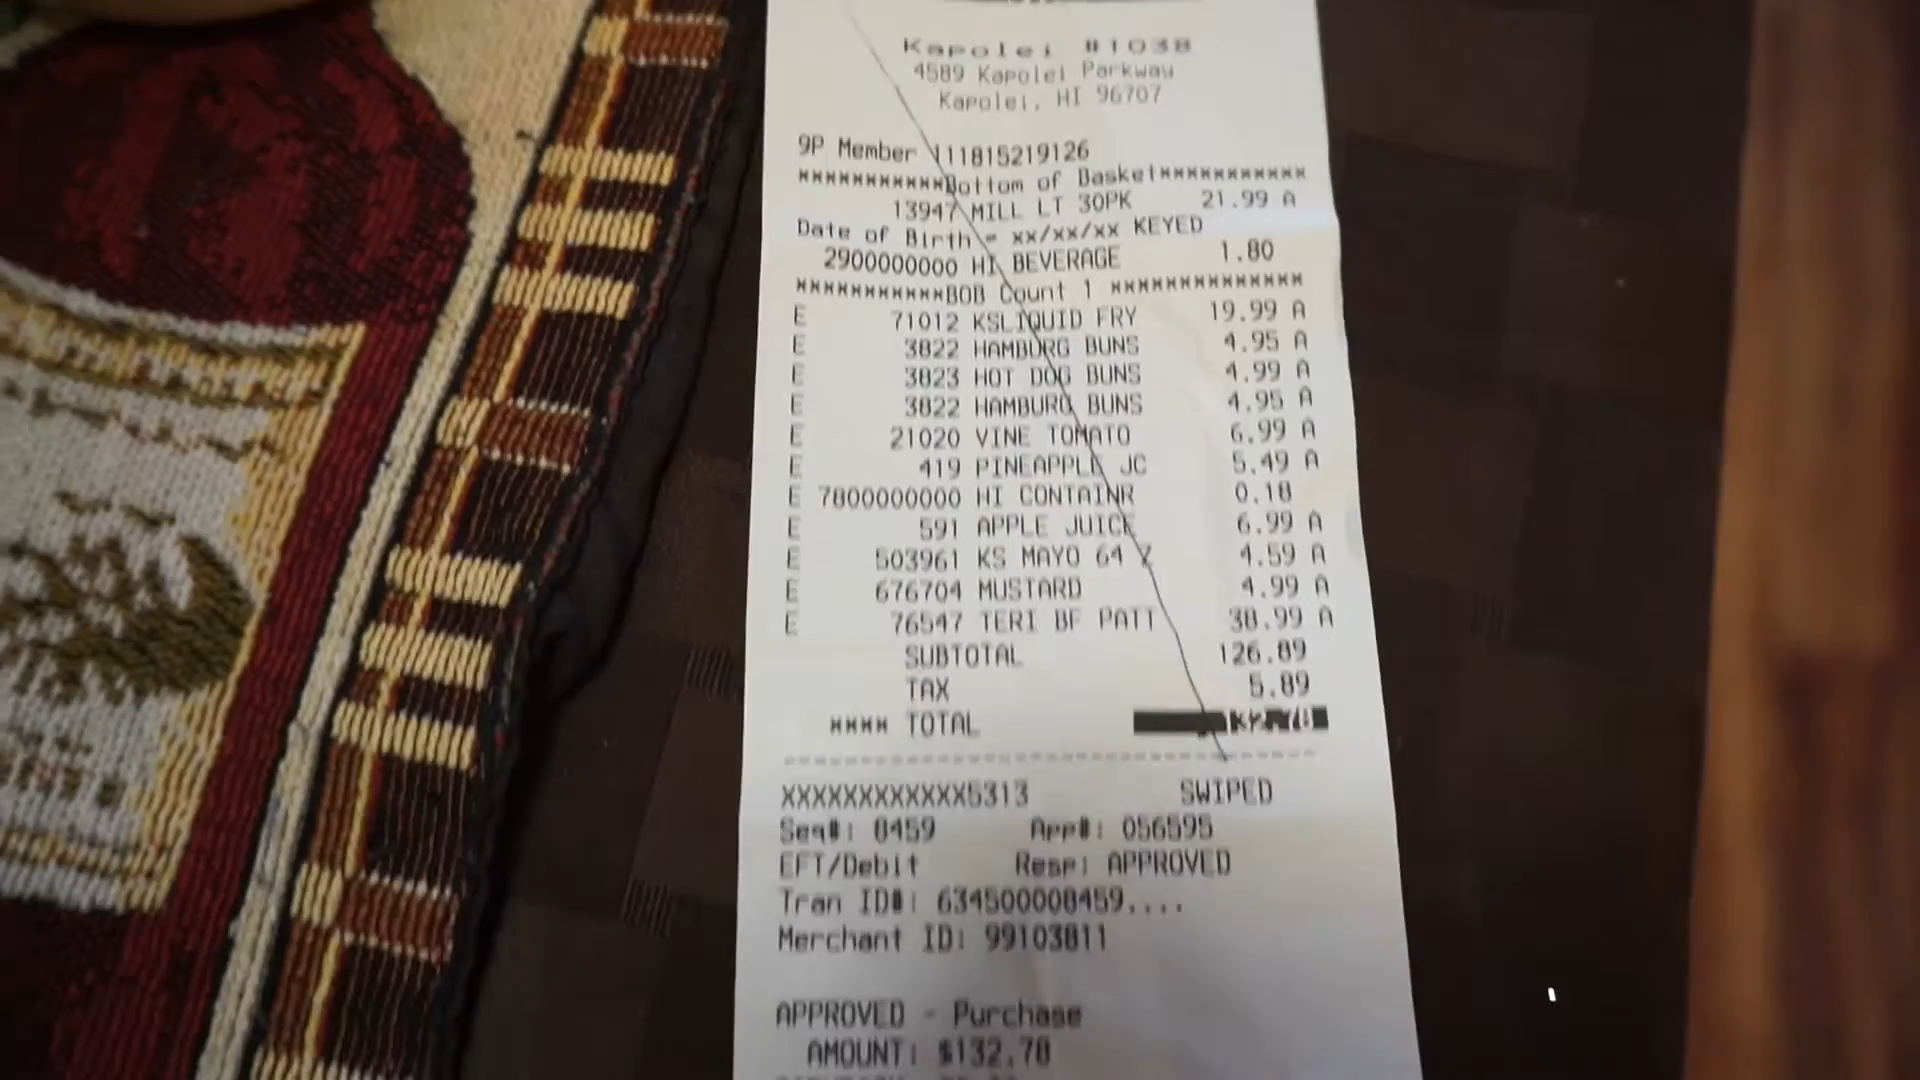 Kapolei #1038
4589 Kapolei Parkway
Kapolei, HI 96707
9P Member 111815219126
***********Bottom of Basket***********
13947 MILL LT 30PK 21.99 A
Date of Birth = xx/xx/xx KEYED
2900000000 HI BEVERAGE 1.80
***********BOB Count 1 *************
E 71012 KSLIQUID FRY 19.99 A
E 3822 HAMBURG BUNS 4.95 A
E 3823 HOT DOG BUNS 4.99 A
E 3822 HAMBURG BUNS 4.95 A
E 21020 VINE TOMATO 6.99 A
E 419 PINEAPPLE JC 5.49 A
E 7800000000 HI CONTAINR 0.18
E 591 APPLE JUICE 6.99 A
E 503961 KS MAYO 64 Z 4.59 A
E 676704 MUSTARD 4.99 A
E 76547 TERI BF PATT 38.99 A
SUBTOTAL 126.89
TAX 5.89
**** TOTAL
XXXXXXXXXXXX5313 SWIPED
Seq#: 8459 App#: 056595
EFT/Debit Resp: APPROVED
Tran ID#: 634500008459....
Merchant ID: 99103811
APPROVED - Purchase
AMOUNT: $132.78